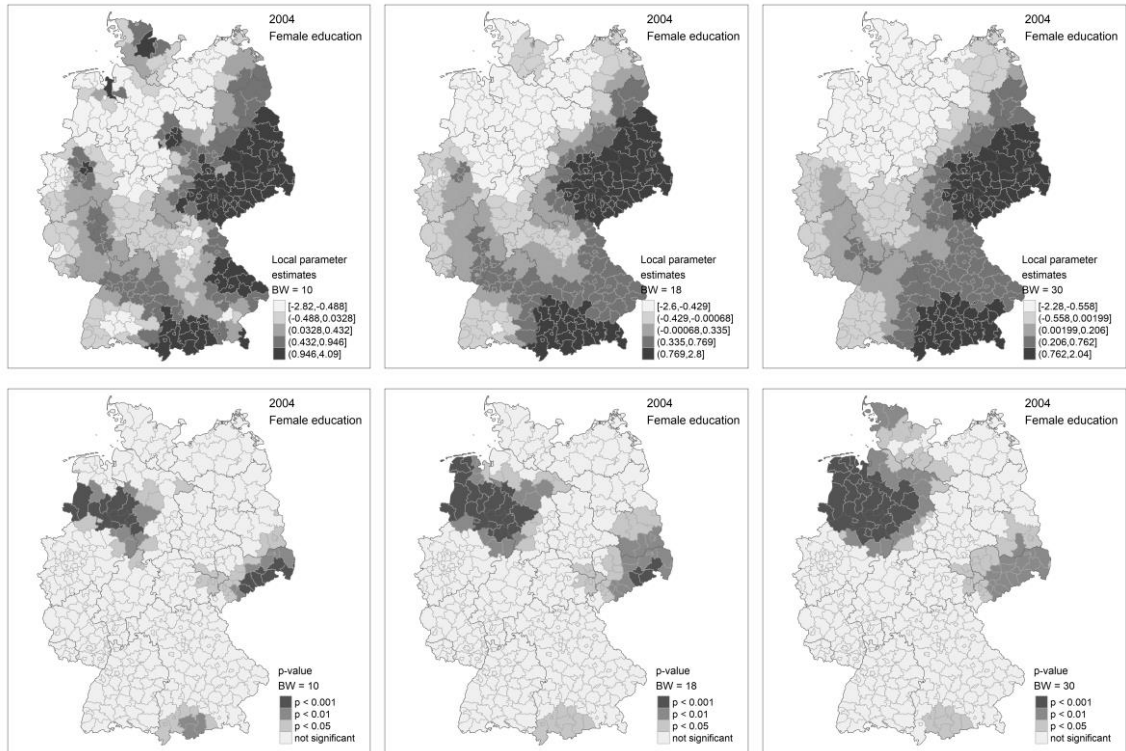 2004
Female education
Local parameter
estimates
BW = 10
[-2.82,-0.488]
(-0.488,0.0328]
(0.0328,0.432]
(0.432,0.946]
(0.946,4.09]
2004
Female education
Local parameter
estimates
BW = 18
[-2.6,-0.429]
(-0.429,-0.00068]
(-0.00068,0.335]
(0.335,0.769]
(0.769,2.8]
2004
Female education
Local parameter
estimates
BW = 30
[-2.28,-0.558]
(-0.558,0.00199]
(0.00199,0.206]
(0.206,0.762]
(0.762,2.04]
2004
Female education
p-value
BW = 10
p < 0.001
p < 0.01
p < 0.05
not significant
2004
Female education
p-value
BW = 18
p < 0.001
p < 0.01
p < 0.05
not significant
2004
Female education
p-value
BW = 30
p < 0.001
p < 0.01
p < 0.05
not significant